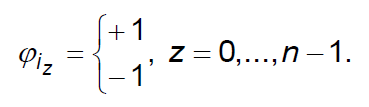 φ_{i_z} = { +1
−1 , z = 0,...,n − 1.